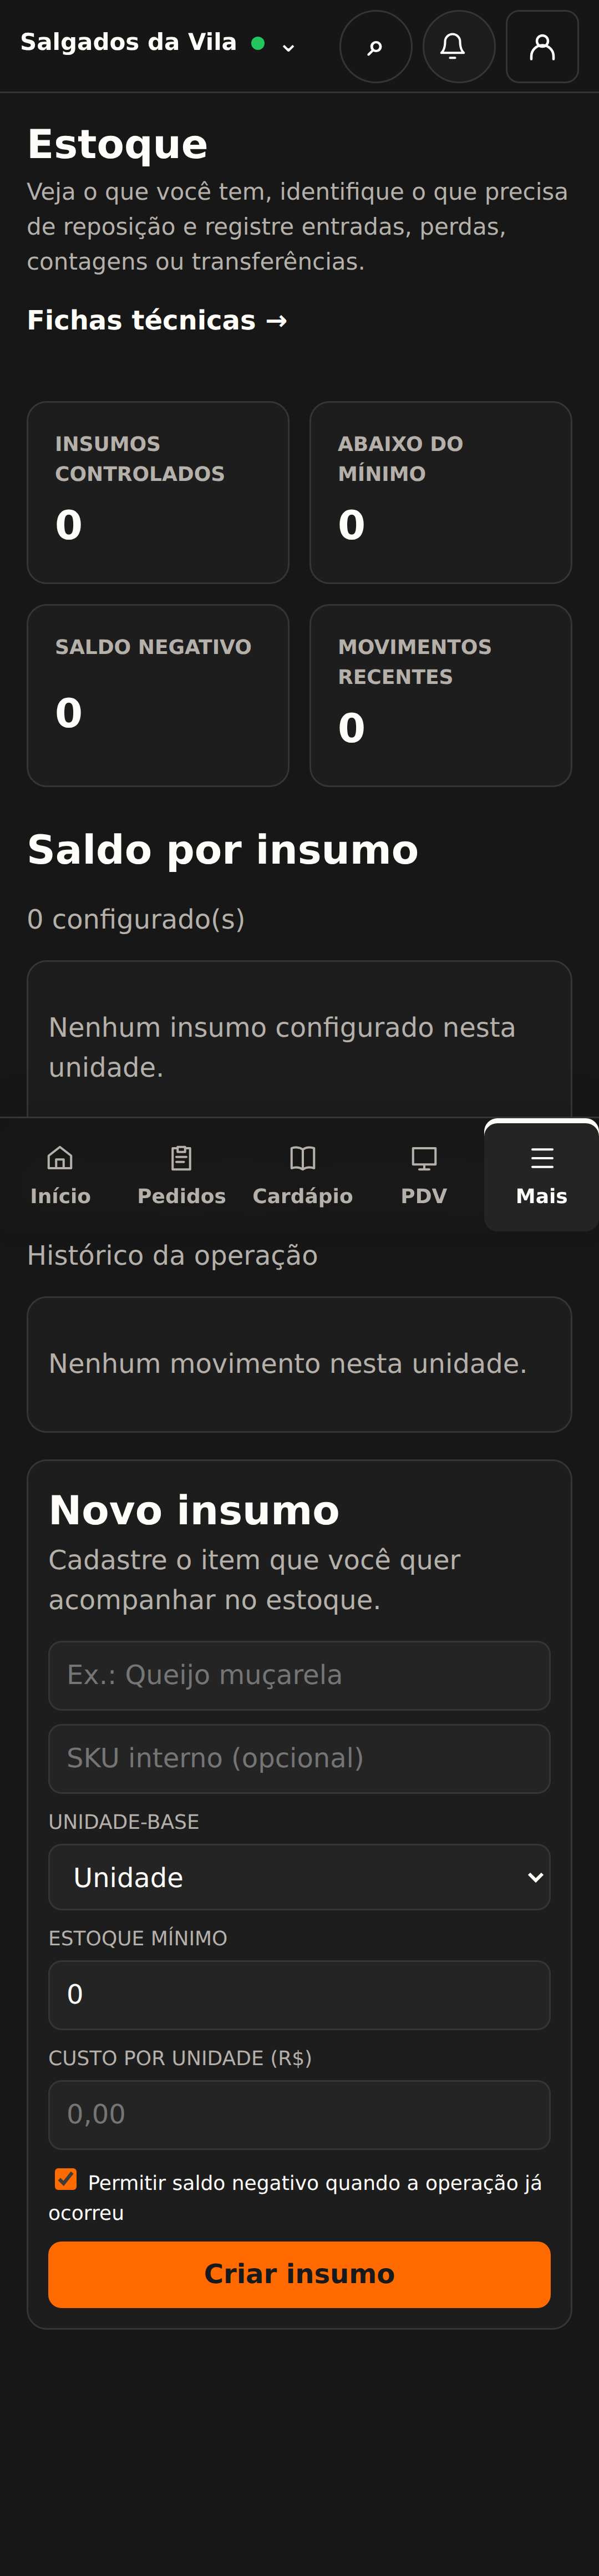 Salgados da Vila
Estoque
Veja o que você tem, identifique o que precisa
de reposição e registre entradas, perdas,
contagens ou transferências.
Fichas técnicas →
INSUMOS
CONTROLADOS
0
ABAIXO DO
MÍNIMO
0
SALDO NEGATIVO
0
MOVIMENTOS
RECENTES
0
Saldo por insumo
0 configurado(s)
Nenhum insumo configurado nesta
unidade.
Início
Pedidos
Cardápio
PDV
Mais
Histórico da operação
Nenhum movimento nesta unidade.
Novo insumo
Cadastre o item que você quer
acompanhar no estoque.
Ex.: Queijo muçarela
SKU interno (opcional)
UNIDADE-BASE
Unidade
ESTOQUE MÍNIMO
0
CUSTO POR UNIDADE (R$)
0,00
Permitir saldo negativo quando a operação já
ocorreu
Criar insumo